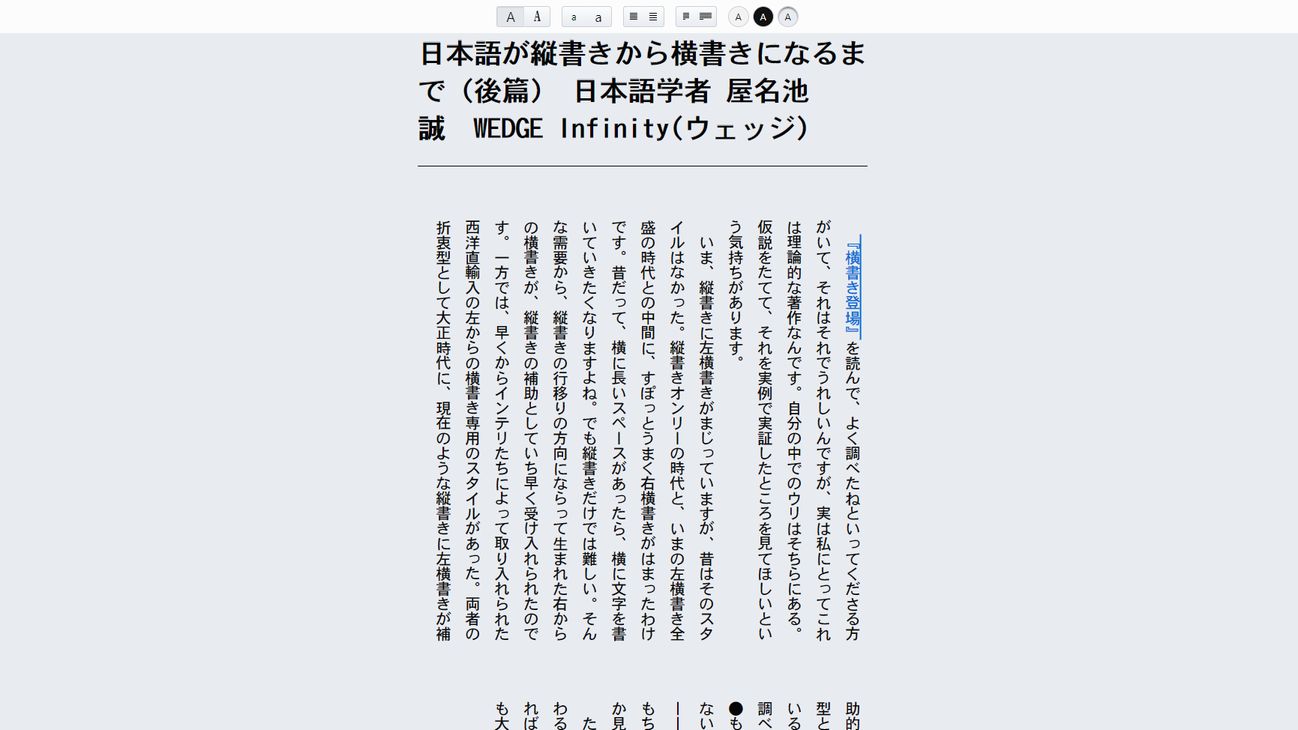 A A a a A A A
日本語が縦書きから横書きになるま
で（後篇）　日本語学者 屋名池
誠　WEDGE Infinity(ウェッジ)
『横書き登場』を読んで、よく調べたねといってくださる方
がいて、それはそれでうれしいんですが、実は私にとってこれ
は理論的な著作なんです。自分の中でのウリはそちらにある。
仮説をたてて、それを実例で実証したところを見てほしいとい
う気持ちがあります。
いま、縦書きに左横書きがまじっていますが、昔はそのスタ
イルはなかった。縦書きオンリーの時代と、いまの左横書き全
盛の時代との中間に、すぽっとうまく右横書きがはまったわけ
です。昔だって、横に長いスペースがあったら、横に文字を書
いていきたくなりますよね。でも縦書きだけでは難しい。そん
な需要から、縦書きの行移りの方向にならって生まれた右から
の横書きが、縦書きの補助としていち早く受け入れられたので
す。一方では、早くからインテリたちによって取り入れられた
西洋直輸入の左からの横書き専用のスタイルがあった。両者の
折衷型として大正時代に、現在のような縦書きに左横書きが補
助的
型と
いる
調べ
●も
ない
――
もち
か見
た
わる
れば
も大